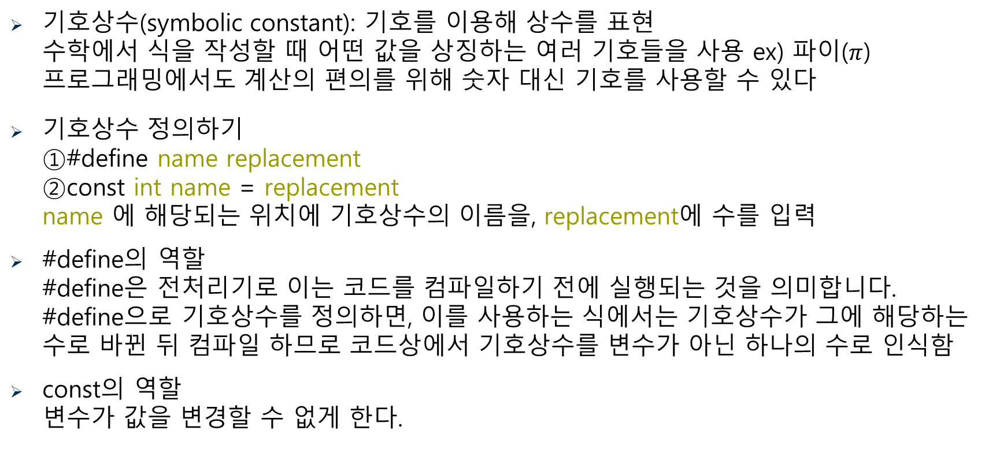 기호상수(symbolic constant): 기호를 이용해 상수를 표현
수학에서 식을 작성할 때 어떤 값을 상징하는 여러 기호들을 사용 ex) 파이(π)
프로그래밍에서도 계산의 편의를 위해 숫자 대신 기호를 사용할 수 있다
기호상수 정의하기
①#define name replacement
②const int name = replacement
name 에 해당되는 위치에 기호상수의 이름을, replacement에 수를 입력
#define의 역할
#define은 전처리기로 이는 코드를 컴파일하기 전에 실행되는 것을 의미합니다.
#define으로 기호상수를 정의하면, 이를 사용하는 식에서는 기호상수가 그에 해당하는
수로 바뀐 뒤 컴파일 하므로 코드상에서 기호상수를 변수가 아닌 하나의 수로 인식함
const의 역할
변수가 값을 변경할 수 없게 한다.